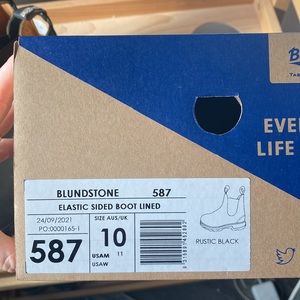 B
TAS
EVE
LIFE
BLUNDSTONE 587
ELASTIC SIDED BOOT LINED
24/09/2021
PO:0000165-I
587
SIZE AUS/UK
10
USAM 11
USAW
RUSTIC BLACK